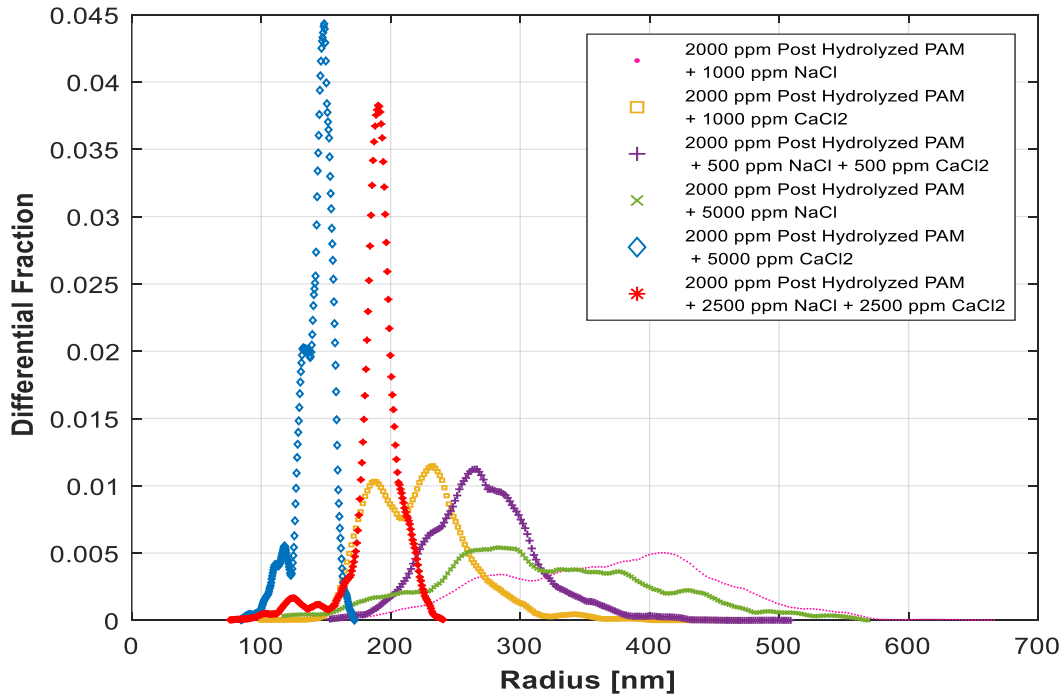 0.045
0.04
0.035
0.03
0.025
0.02
0.015
0.01
0.005
0
Differential Fraction
2000 ppm Post Hydrolyzed PAM
+ 1000 ppm NaCl
2000 ppm Post Hydrolyzed PAM
+ 1000 ppm CaCl2
2000 ppm Post Hydrolyzed PAM
+ 500 ppm NaCl + 500 ppm CaCl2
2000 ppm Post Hydrolyzed PAM
+ 5000 ppm NaCl
2000 ppm Post Hydrolyzed PAM
+ 5000 ppm CaCl2
2000 ppm Post Hydrolyzed PAM
+ 2500 ppm NaCl + 2500 ppm CaCl2
0 100 200 300 400 500 600 700
Radius [nm]